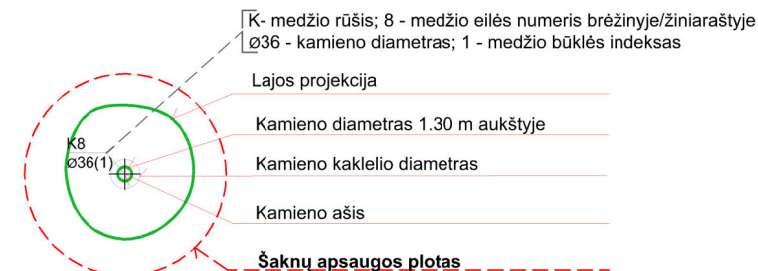 K- medžio rūšis; 8 - medžio eilės numeris brėžinyje/žiniaraštyje
Ø36 - kamieno diametras; 1 - medžio būklės indeksas
Lajos projekcija
Kamieno diametras 1.30 m aukštyje
K8
Ø36(1)
Kamieno kaklelio diametras
Kamieno ašis
Šaknų apsaugos plotas